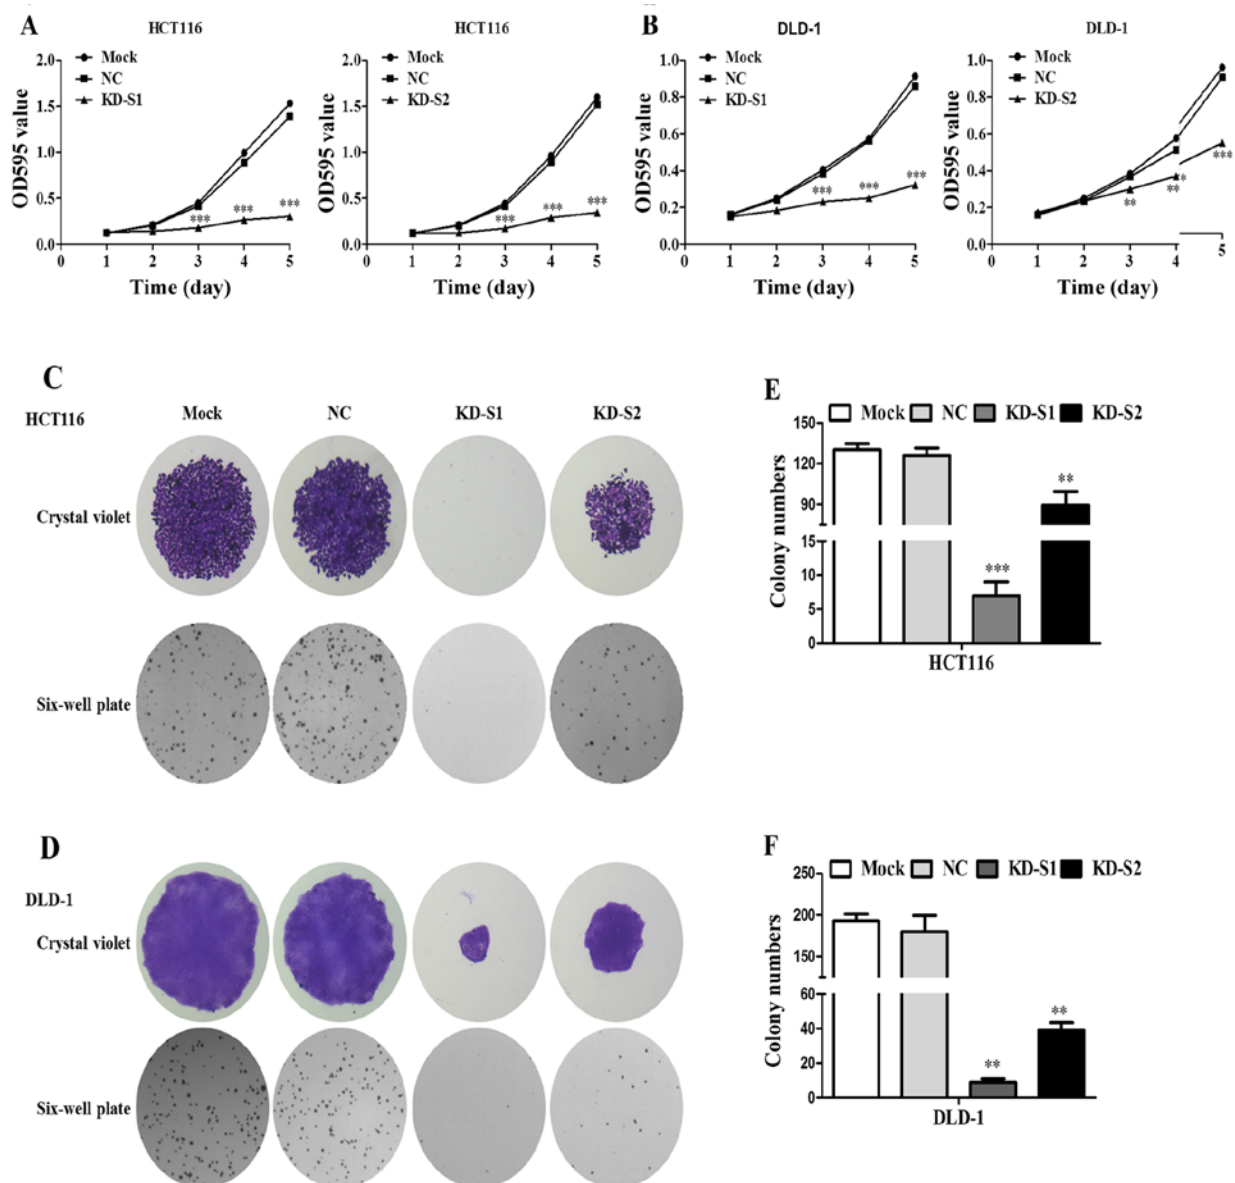 A
HCT116
Mock
NC
KD-S1
OD595 value
2.0
1.5
1.0
0.5
0.0
0 1 2 3 4 5
Time (day)
*** *** ***
HCT116
Mock
NC
KD-S2
OD595 value
2.0
1.5
1.0
0.5
0.0
0 1 2 3 4 5
Time (day)
*** *** ***
B
DLD-1
Mock
NC
KD-S1
OD595 value
1.0
0.8
0.6
0.4
0.2
0.0
0 1 2 3 4 5
Time (day)
*** *** ***
DLD-1
Mock
NC
KD-S2
OD595 value
1.0
0.8
0.6
0.4
0.2
0.0
0 1 2 3 4 5
Time (day)
** *** ***
C
HCT116
Mock NC KD-S1 KD-S2
Crystal violet
Six-well plate
E
Mock NC KD-S1 KD-S2
Colony numbers
150
120
90
15
10
5
0
*** **
HCT116
D
DLD-1
Crystal violet
Six-well plate
F
Mock NC KD-S1 KD-S2
Colony numbers
250
200
150
60
40
20
0
** **
DLD-1